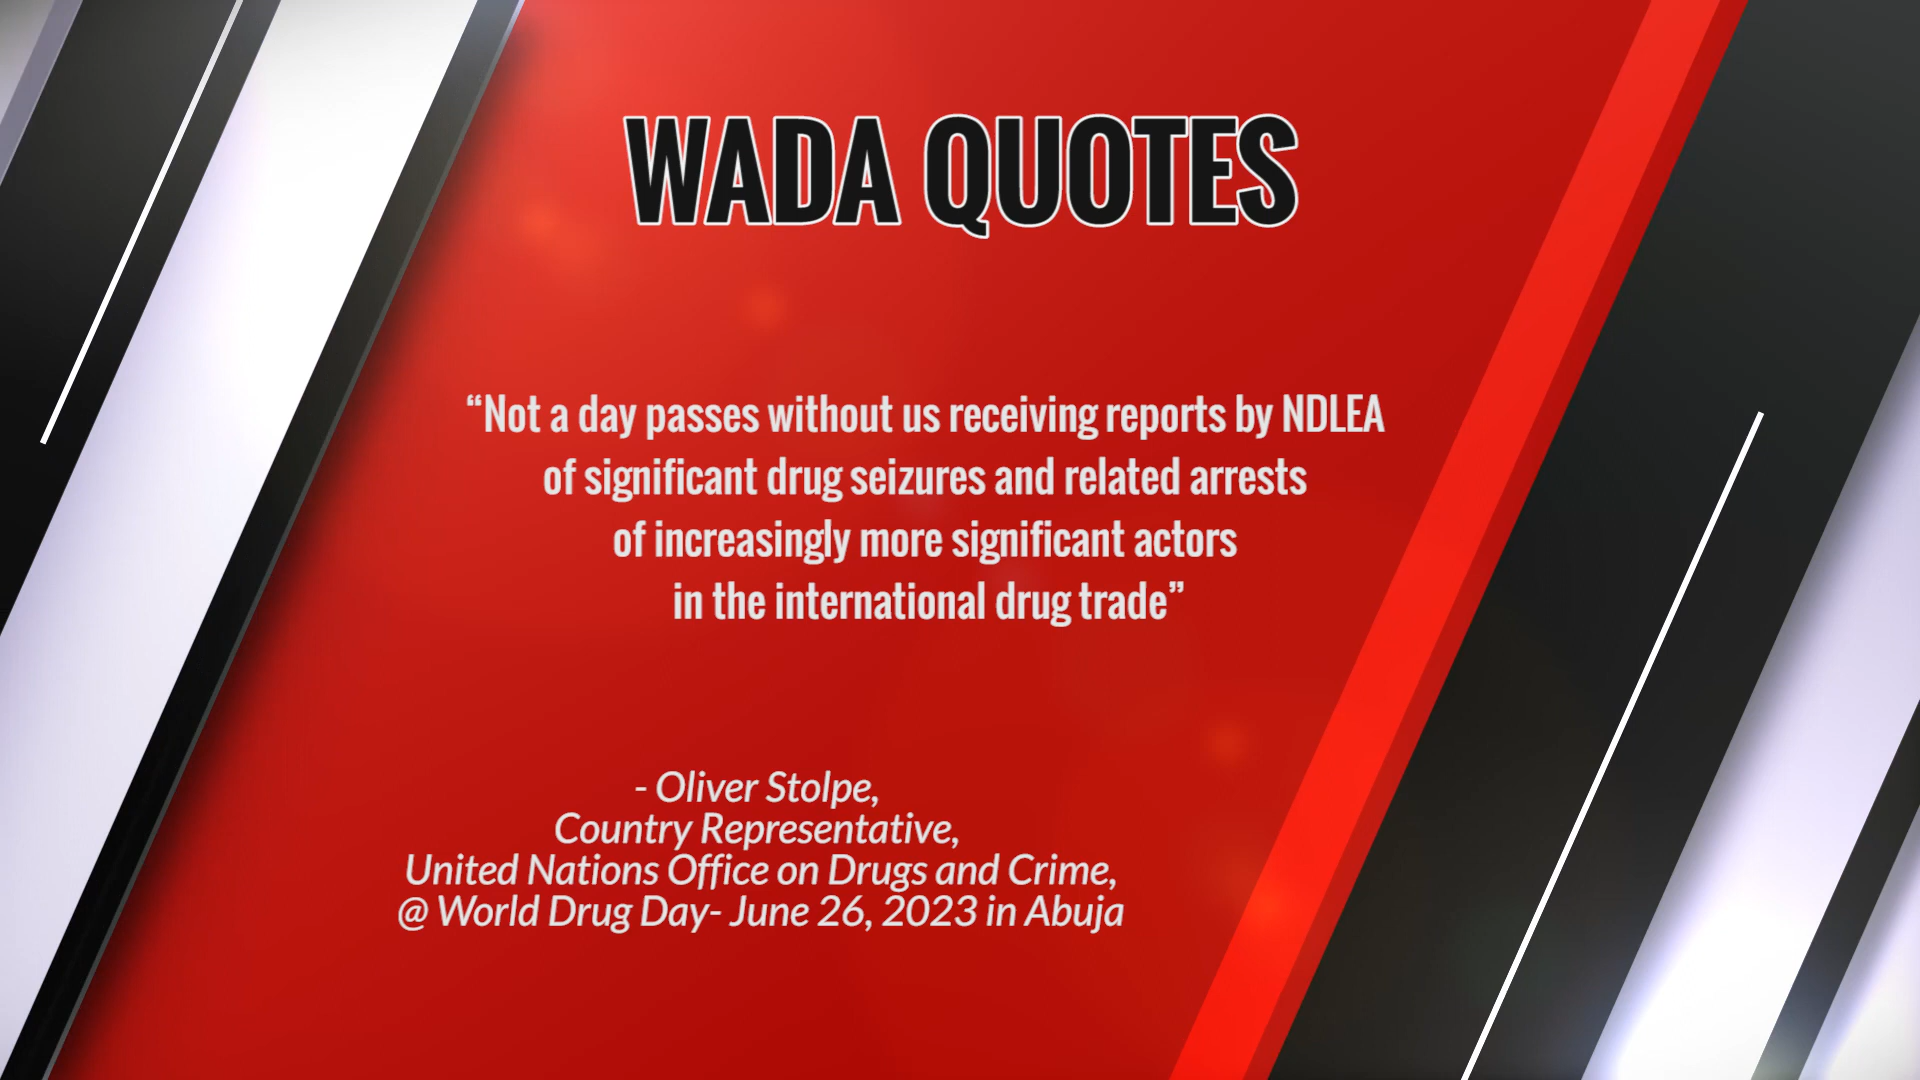 WADA QUOTES
“Not a day passes without us receiving reports by NDLEA
of significant drug seizures and related arrests
of increasingly more significant actors
in the international drug trade”
- Oliver Stolpe,
Country Representative,
United Nations Office on Drugs and Crime,
@ World Drug Day- June 26, 2023 in Abuja